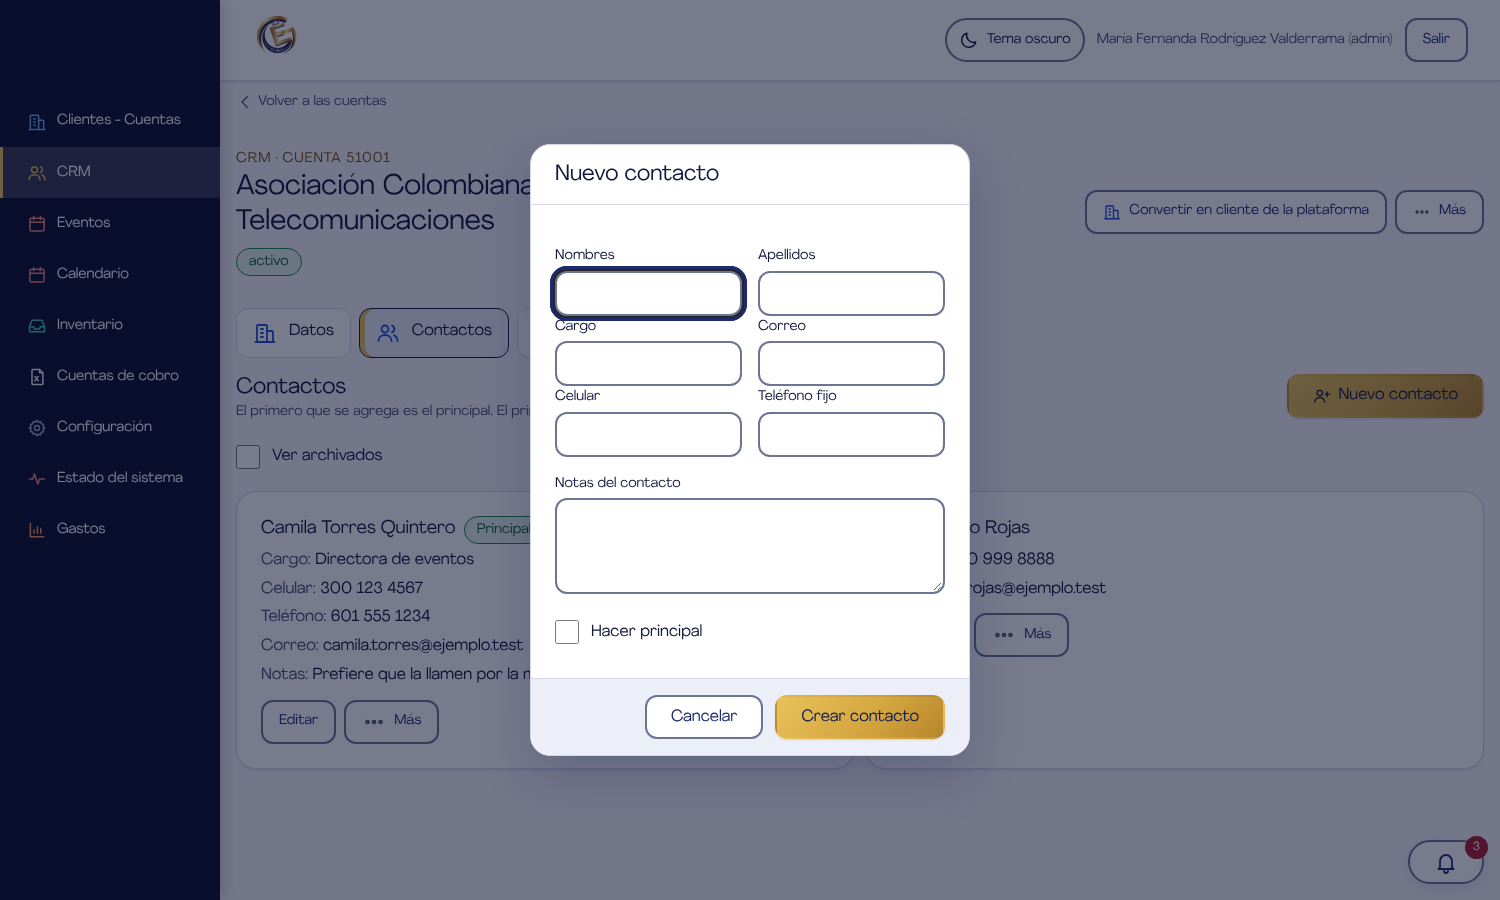 Tema oscuro
María Fernanda Rodríguez Valderrama (admin)
Salir
Clientes - Cuentas
CRM
Eventos
Calendario
Inventario
Cuentas de cobro
Configuración
Estado del sistema
Gastos
Volver a las cuentas
CRM · CUENTA 51001
Asociación Colombiana
Telecomunicaciones
activo
Convertir en cliente de la plataforma
Más
Datos
Contactos
Contactos
El primero que se agrega es el principal. El
Nuevo contacto
Ver archivados
Camila Torres Quintero
Principal
Cargo: Directora de eventos
Celular: 300 123 4567
Teléfono: 601 555 1234
Correo: camila.torres@ejemplo.test
Notas: Prefiere que la llamen por la
Editar
Más
Rojas
999 8888
rojas@ejemplo.test
Más
Nuevo contacto
Nombres
Apellidos
Cargo
Correo
Celular
Teléfono fijo
Notas del contacto
Hacer principal
Cancelar
Crear contacto
3